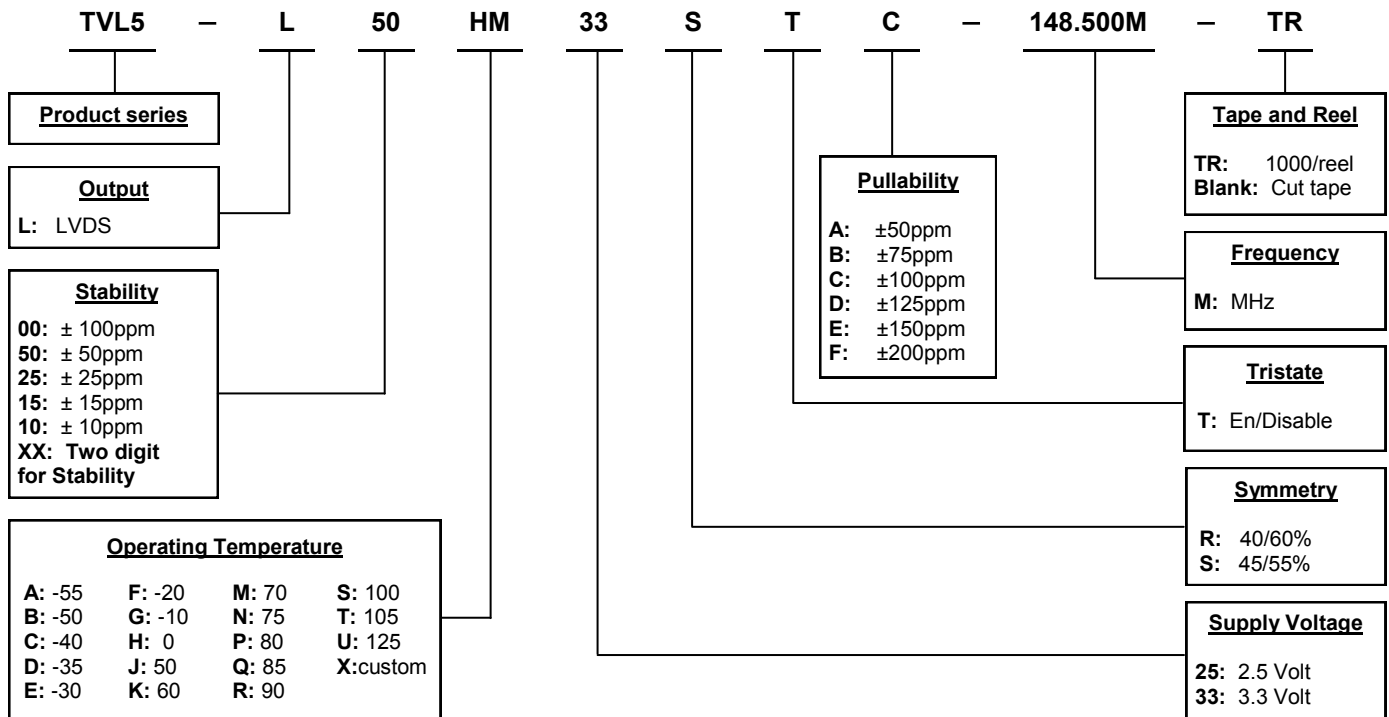 TVL5 – L 50 HM 33 S T C – 148.500M – TR
Product series
Output
L: LVDS
Stability
00: ± 100ppm
50: ± 50ppm
25: ± 25ppm
15: ± 15ppm
10: ± 10ppm
XX: Two digit
for Stability
Operating Temperature
A: -55 F: -20 M: 70 S: 100
B: -50 G: -10 N: 75 T: 105
C: -40 H: 0 P: 80 U: 125
D: -35 J: 50 Q: 85 X:custom
E: -30 K: 60 R: 90
Pullability
A: ±50ppm
B: ±75ppm
C: ±100ppm
D: ±125ppm
E: ±150ppm
F: ±200ppm
Tape and Reel
TR: 1000/reel
Blank: Cut tape
Frequency
M: MHz
Tristate
T: En/Disable
Symmetry
R: 40/60%
S: 45/55%
Supply Voltage
25: 2.5 Volt
33: 3.3 Volt